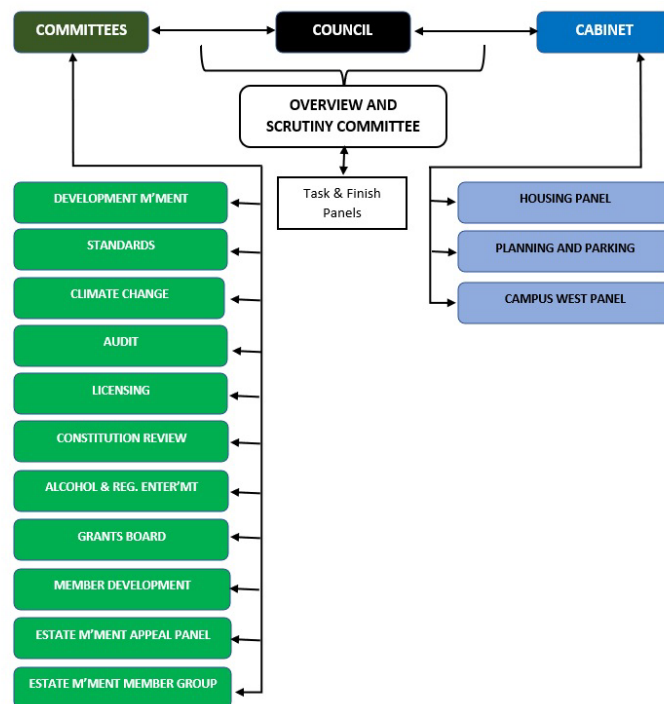 COMMITTEES
COUNCIL
CABINET
OVERVIEW AND
SCRUTINY COMMITTEE
Task & Finish
Panels
DEVELOPMENT M’MENT
STANDARDS
CLIMATE CHANGE
AUDIT
LICENSING
CONSTITUTION REVIEW
ALCOHOL & REG. ENTER’MT
GRANTS BOARD
MEMBER DEVELOPMENT
ESTATE M’MENT APPEAL PANEL
ESTATE M’MENT MEMBER GROUP
HOUSING PANEL
PLANNING AND PARKING
CAMPUS WEST PANEL